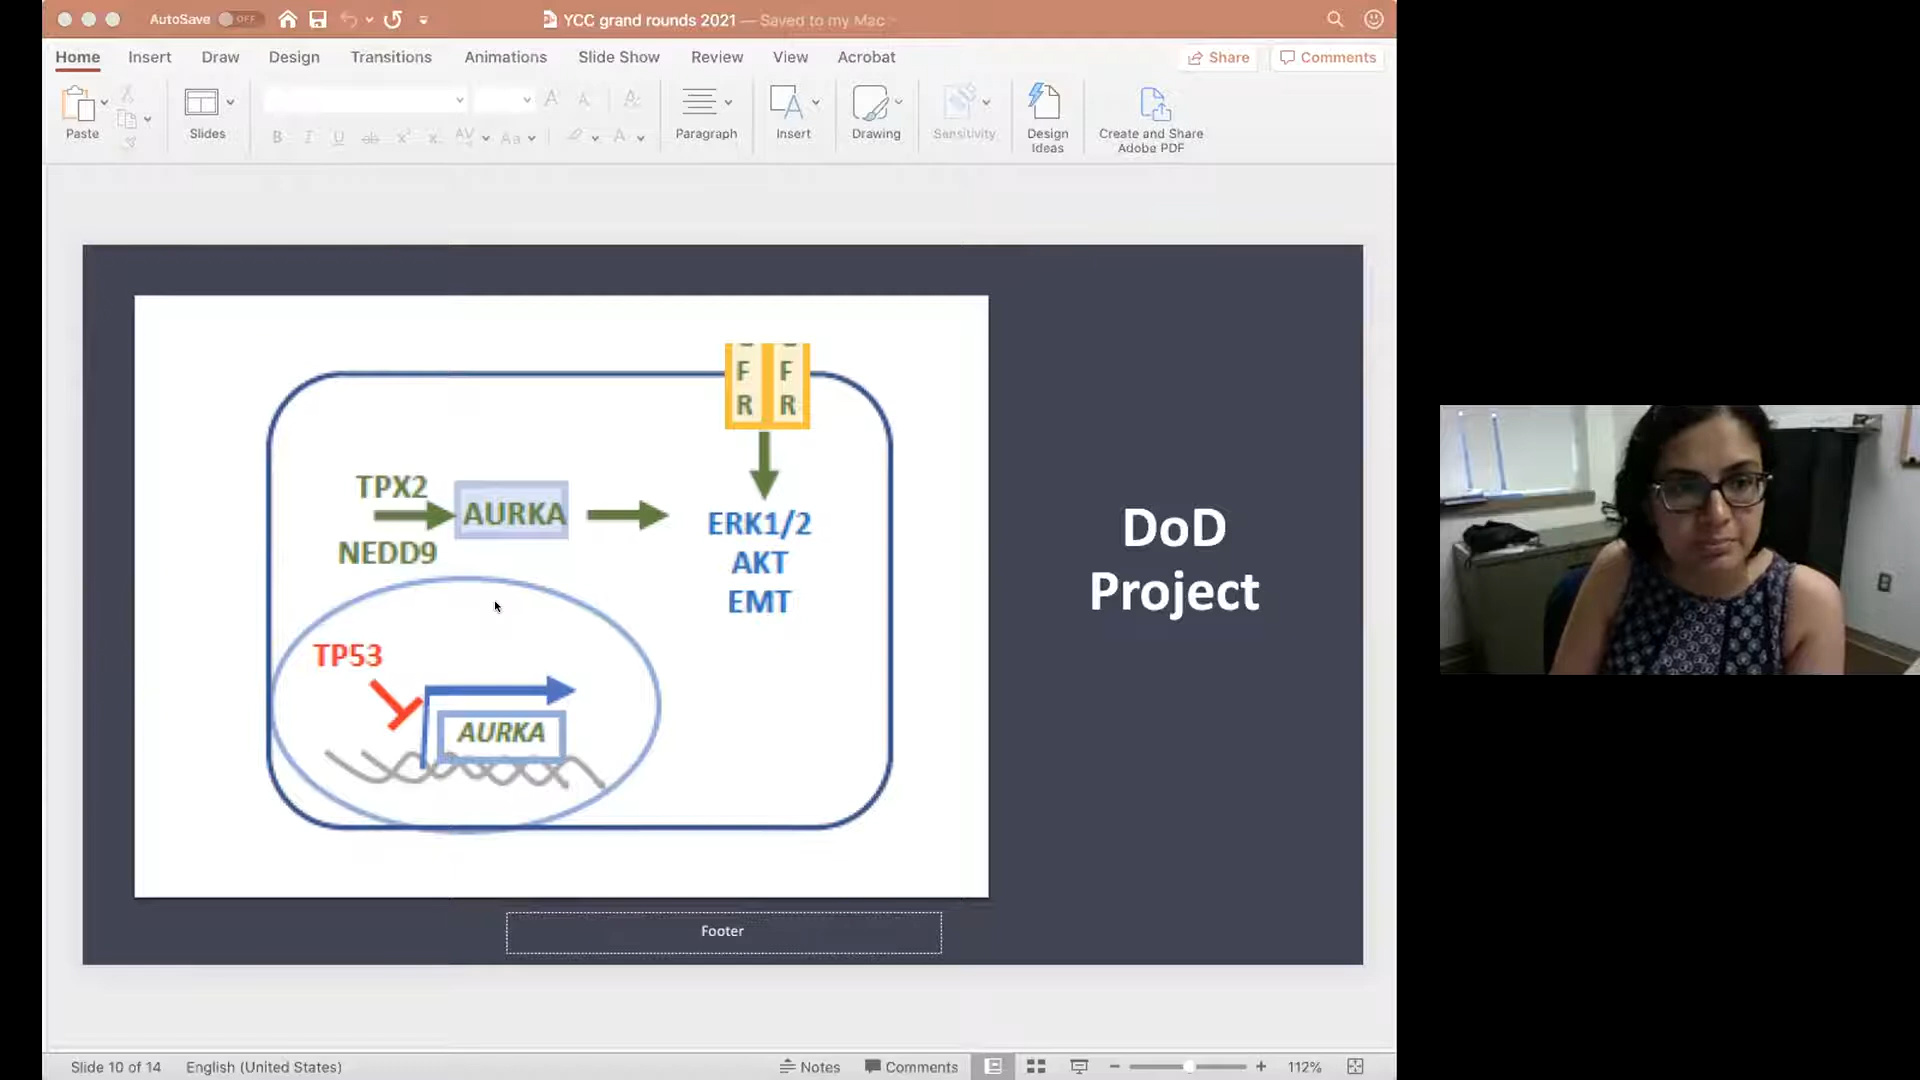 AutoSave OFF
YCC grand rounds 2021 — Saved to my Mac
Home Insert Draw Design Transitions Animations Slide Show Review View Acrobat Share Comments
Paste Slides Paragraph Insert Drawing Sensitivity Design Ideas Create and Share Adobe PDF
F F
R R
TPX2
AURKA
NEDD9
ERK1/2
AKT
EMT
TP53
AURKA
DoD
Project
Footer
Slide 10 of 14 English (United States) Notes Comments 112%